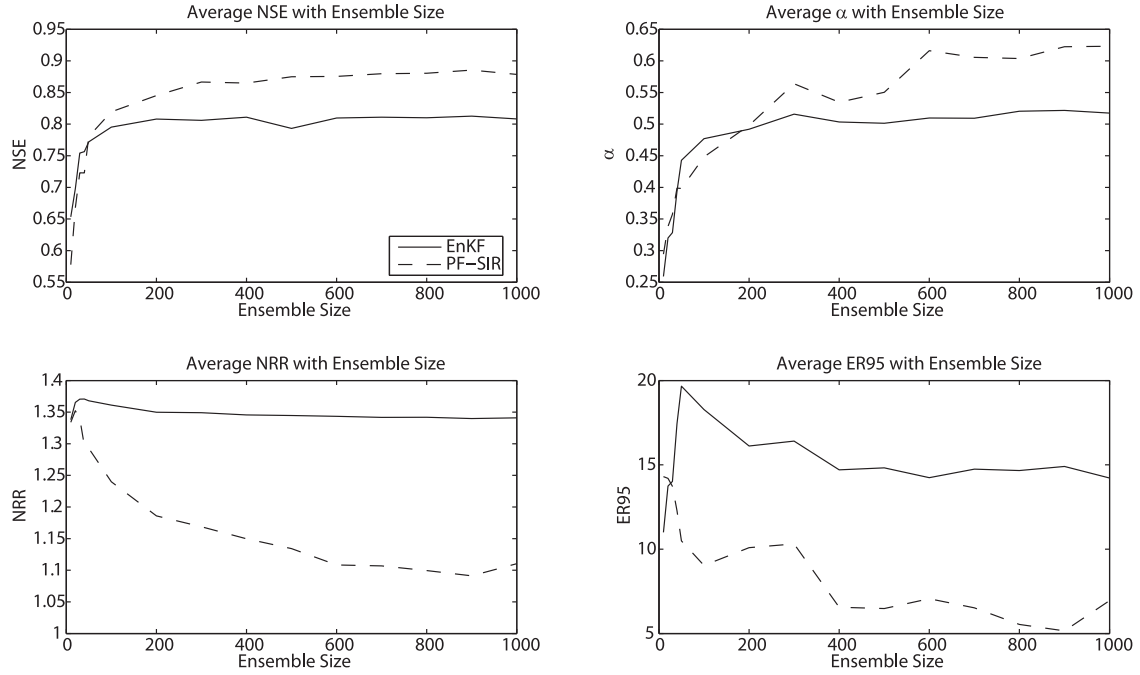 Average NSE with Ensemble Size
0.95
0.9
0.85
0.8
0.75
0.7
0.65
0.6
0.55
NSE
EnKF
PF−SIR
0 200 400 600 800 1000
Ensemble Size
Average α with Ensemble Size
0.65
0.6
0.55
0.5
0.45
0.4
0.35
0.3
0.25
α
0 200 400 600 800 1000
Ensemble Size
Average NRR with Ensemble Size
1.4
1.35
1.3
1.25
1.2
1.15
1.1
1.05
1
NRR
0 200 400 600 800 1000
Ensemble Size
Average ER95 with Ensemble Size
20
15
10
5
ER95
0 200 400 600 800 1000
Ensemble Size